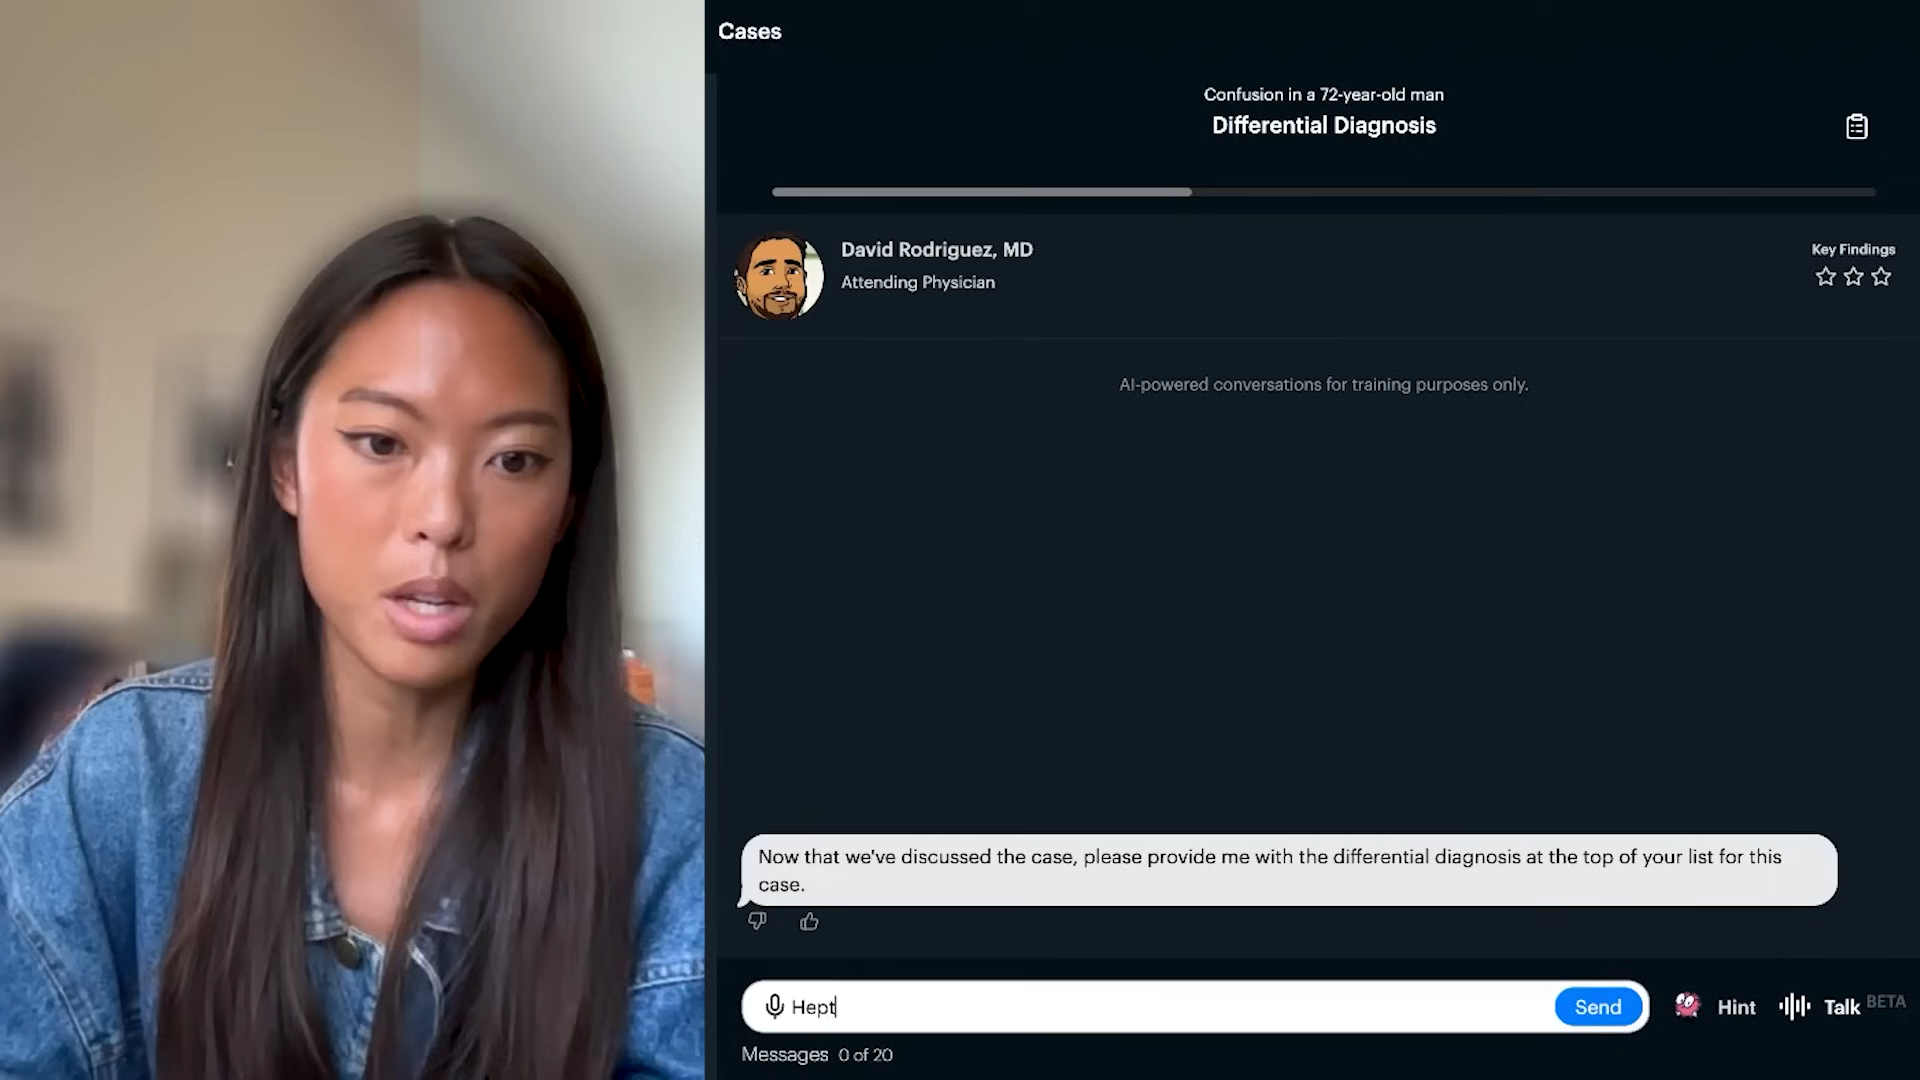 Cases
Confusion in a 72-year-old man
Differential Diagnosis
David Rodriguez, MD
Attending Physician
Key Findings
AI-powered conversations for training purposes only.
Now that we've discussed the case, please provide me with the differential diagnosis at the top of your list for this
case.
Hept
Send
Hint
Talk BETA
Messages 0 of 20